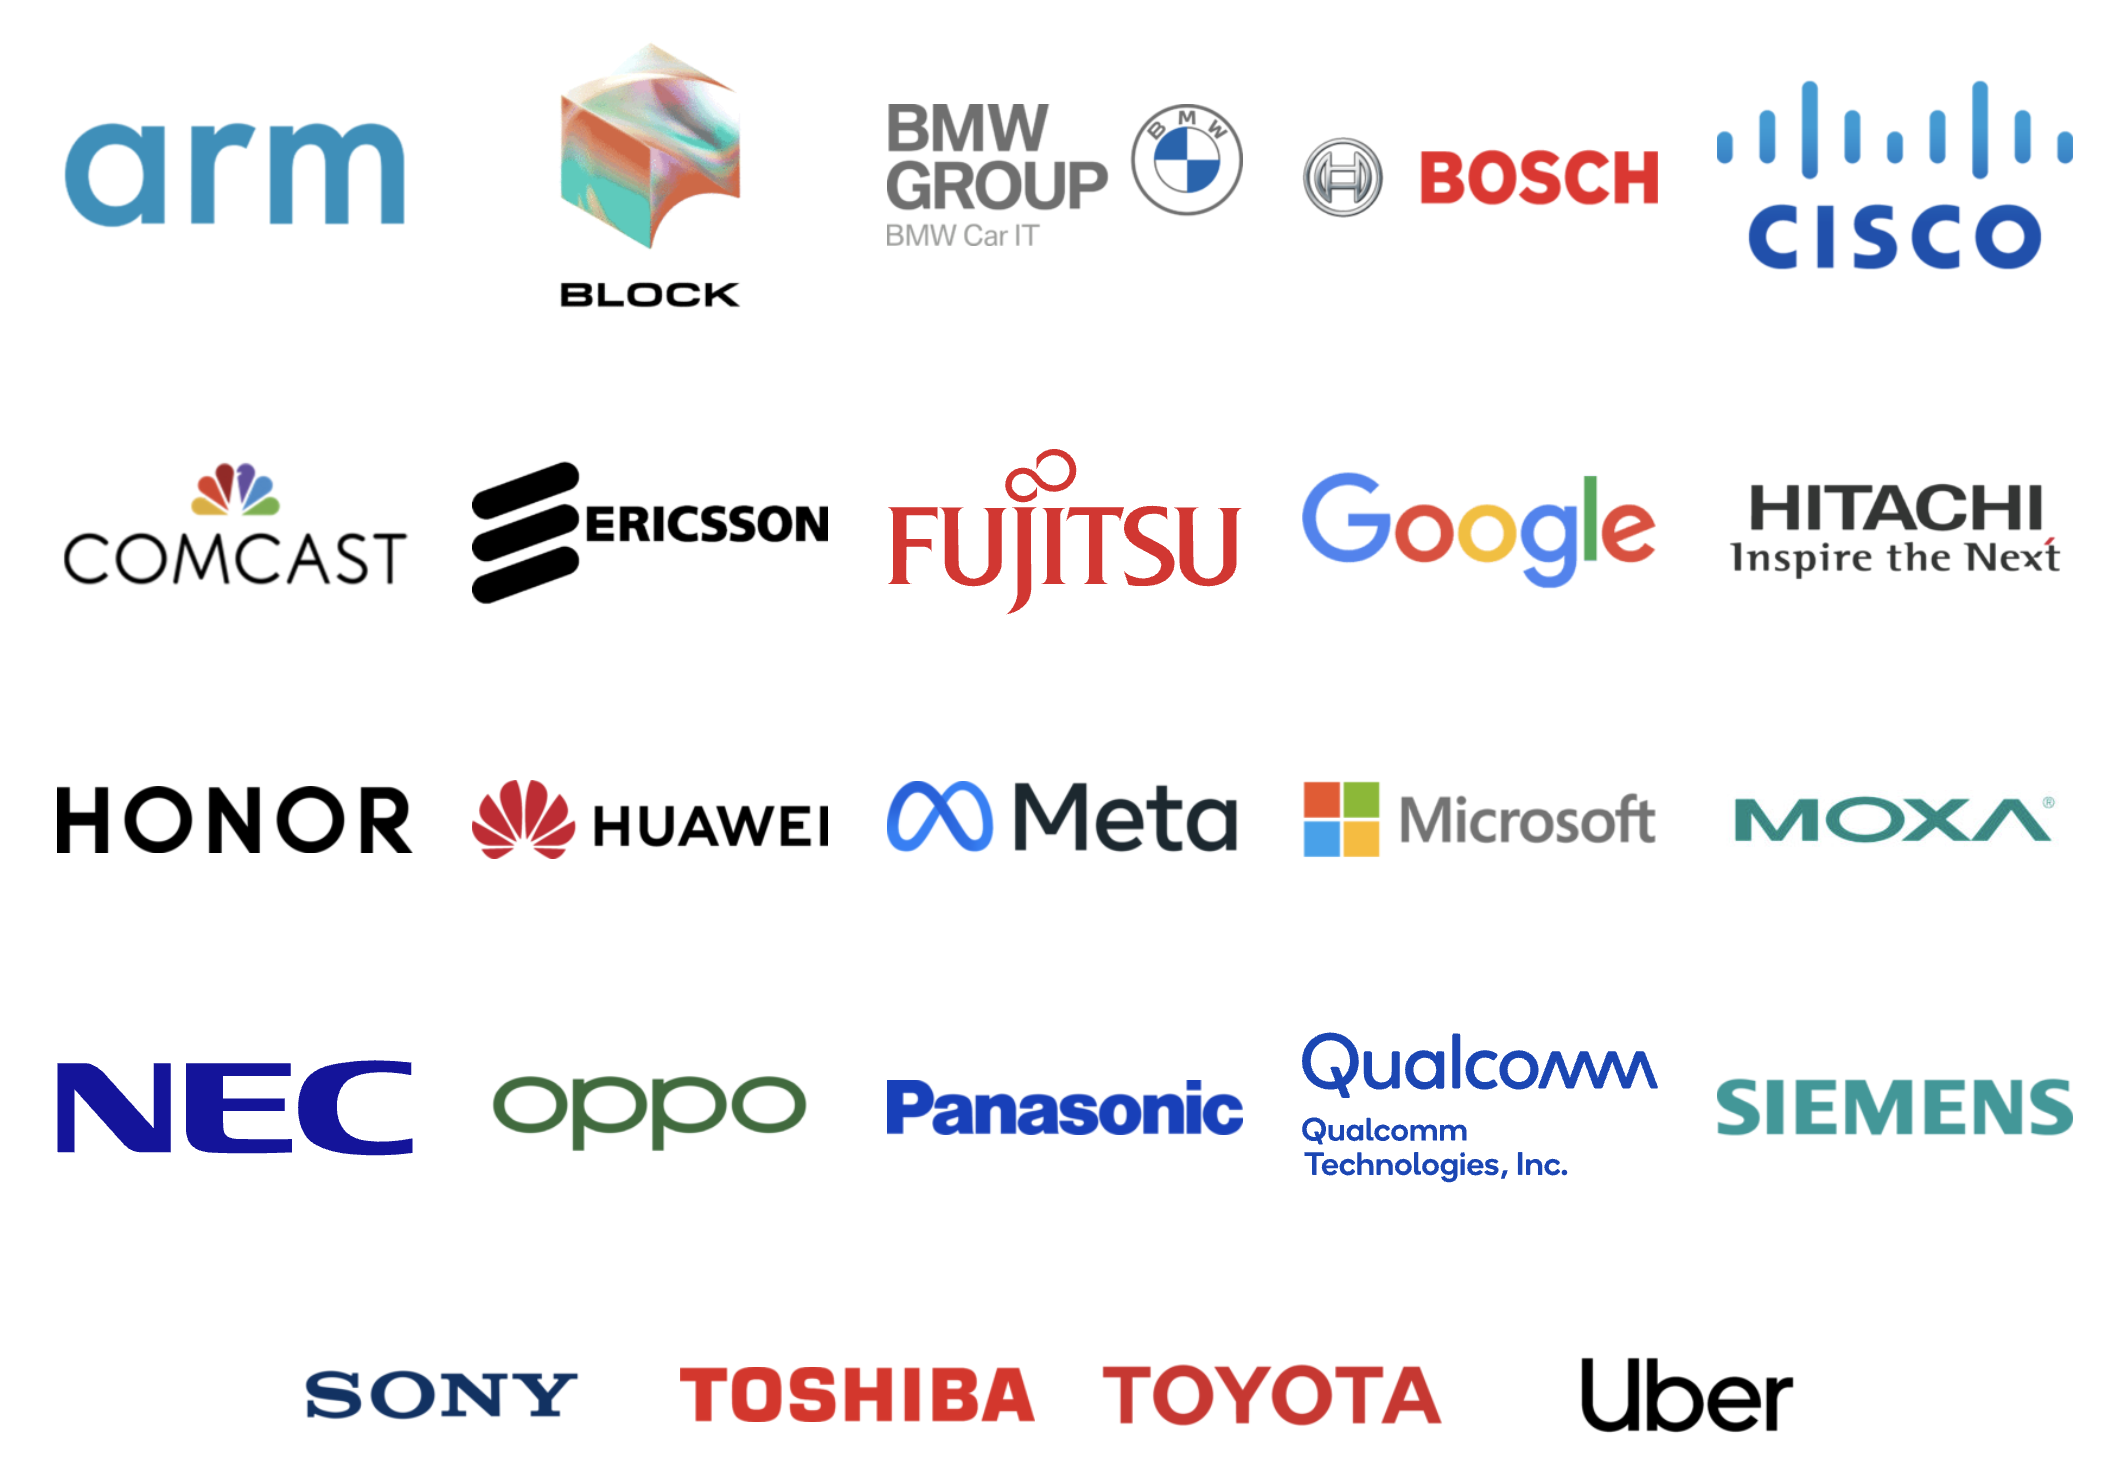 arm
BLOCK
BMW
GROUP
BMW Car IT
BMW
BOSCH
CISCO
COMCAST
ERICSSON
FUJITSU
Google
HITACHI
Inspire the Next
HONOR
HUAWEI
Meta
Microsoft
MOXA®
NEC
oppo
Panasonic
Qualcomm
Qualcomm
Technologies, Inc.
SIEMENS
SONY
TOSHIBA
TOYOTA
Uber